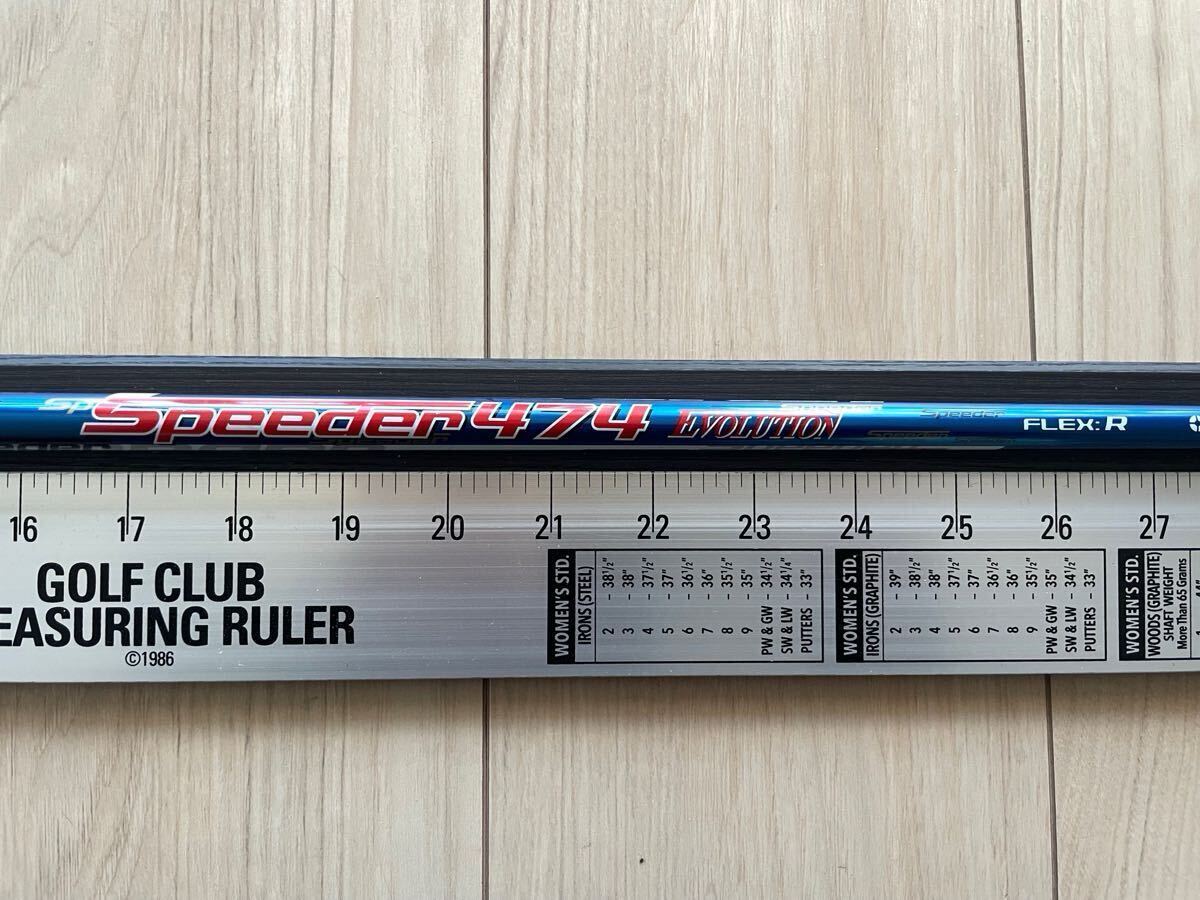 Speeder 474 EVOLUTION
Speeder
Speeder
Speeder
FLEX: R
16 17 18 19 20 21 22 23 24 25 26 27
GOLF CLUB
EASURING RULER
©1986
WOMEN'S STD.
IRONS (STEEL)
2 – 38½"
3 – 38"
4 – 37½"
5 – 37"
6 – 36½"
7 – 36"
8 – 35½"
9 – 35"
PW & GW – 34½"
SW & LW – 34¼"
PUTTERS – 33"
WOMEN'S STD.
IRONS (GRAPHITE)
2 – 39"
3 – 38½"
4 – 38"
5 – 37½"
6 – 37"
7 – 36½"
8 – 36"
9 – 35½"
PW & GW – 35"
SW & LW – 34½"
PUTTERS – 33"
WOMEN'S STD.
WOODS (GRAPHITE)
SHAFT WEIGHT
More Than 65 Grams